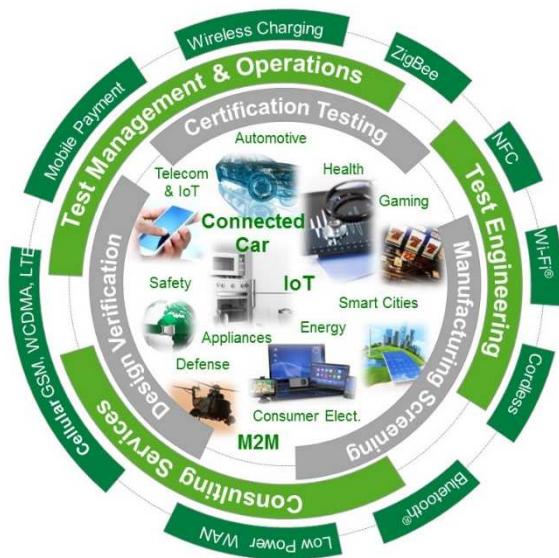 Wireless Charging
ZigBee
NFC
Wi-Fi®
Cordless
Bluetooth®
Low Power WAN
Cellular GSM, WCDMA, LTE
Mobile Payment
Test Management & Operations
Test Engineering
Consulting Services
Certification Testing
Manufacturing Screening
Design Verification
Automotive
Telecom
& IoT
Health
Gaming
Connected
Car
Safety
IoT
Smart Cities
Appliances
Energy
Defense
Consumer Elect.
M2M